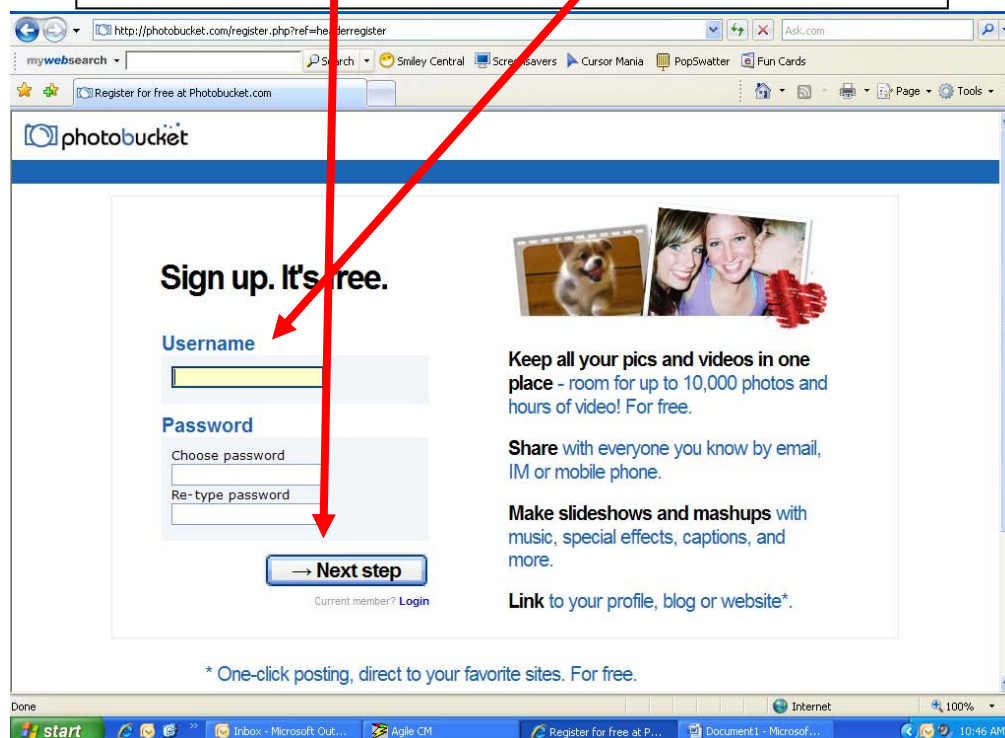 http://photobucket.com/register.php?ref=headerregister
Ask.com
mywebsearch
Search
Smiley Central
Screensavers
Cursor Mania
PopSwatter
Fun Cards
Register for free at Photobucket.com
Page
Tools
photobucket
Sign up. It's free.
Username
Password
Choose password
Re-type password
→ Next step
Current member? Login
Keep all your pics and videos in one
place - room for up to 10,000 photos and
hours of video! For free.
Share with everyone you know by email,
IM or mobile phone.
Make slideshows and mashups with
music, special effects, captions, and
more.
Link to your profile, blog or website*.
* One-click posting, direct to your favorite sites. For free.
Done
Internet
100%
start
Inbox - Microsoft Out...
Agile CM
Register for free at P...
Document1 - Microsof...
10:46 AM